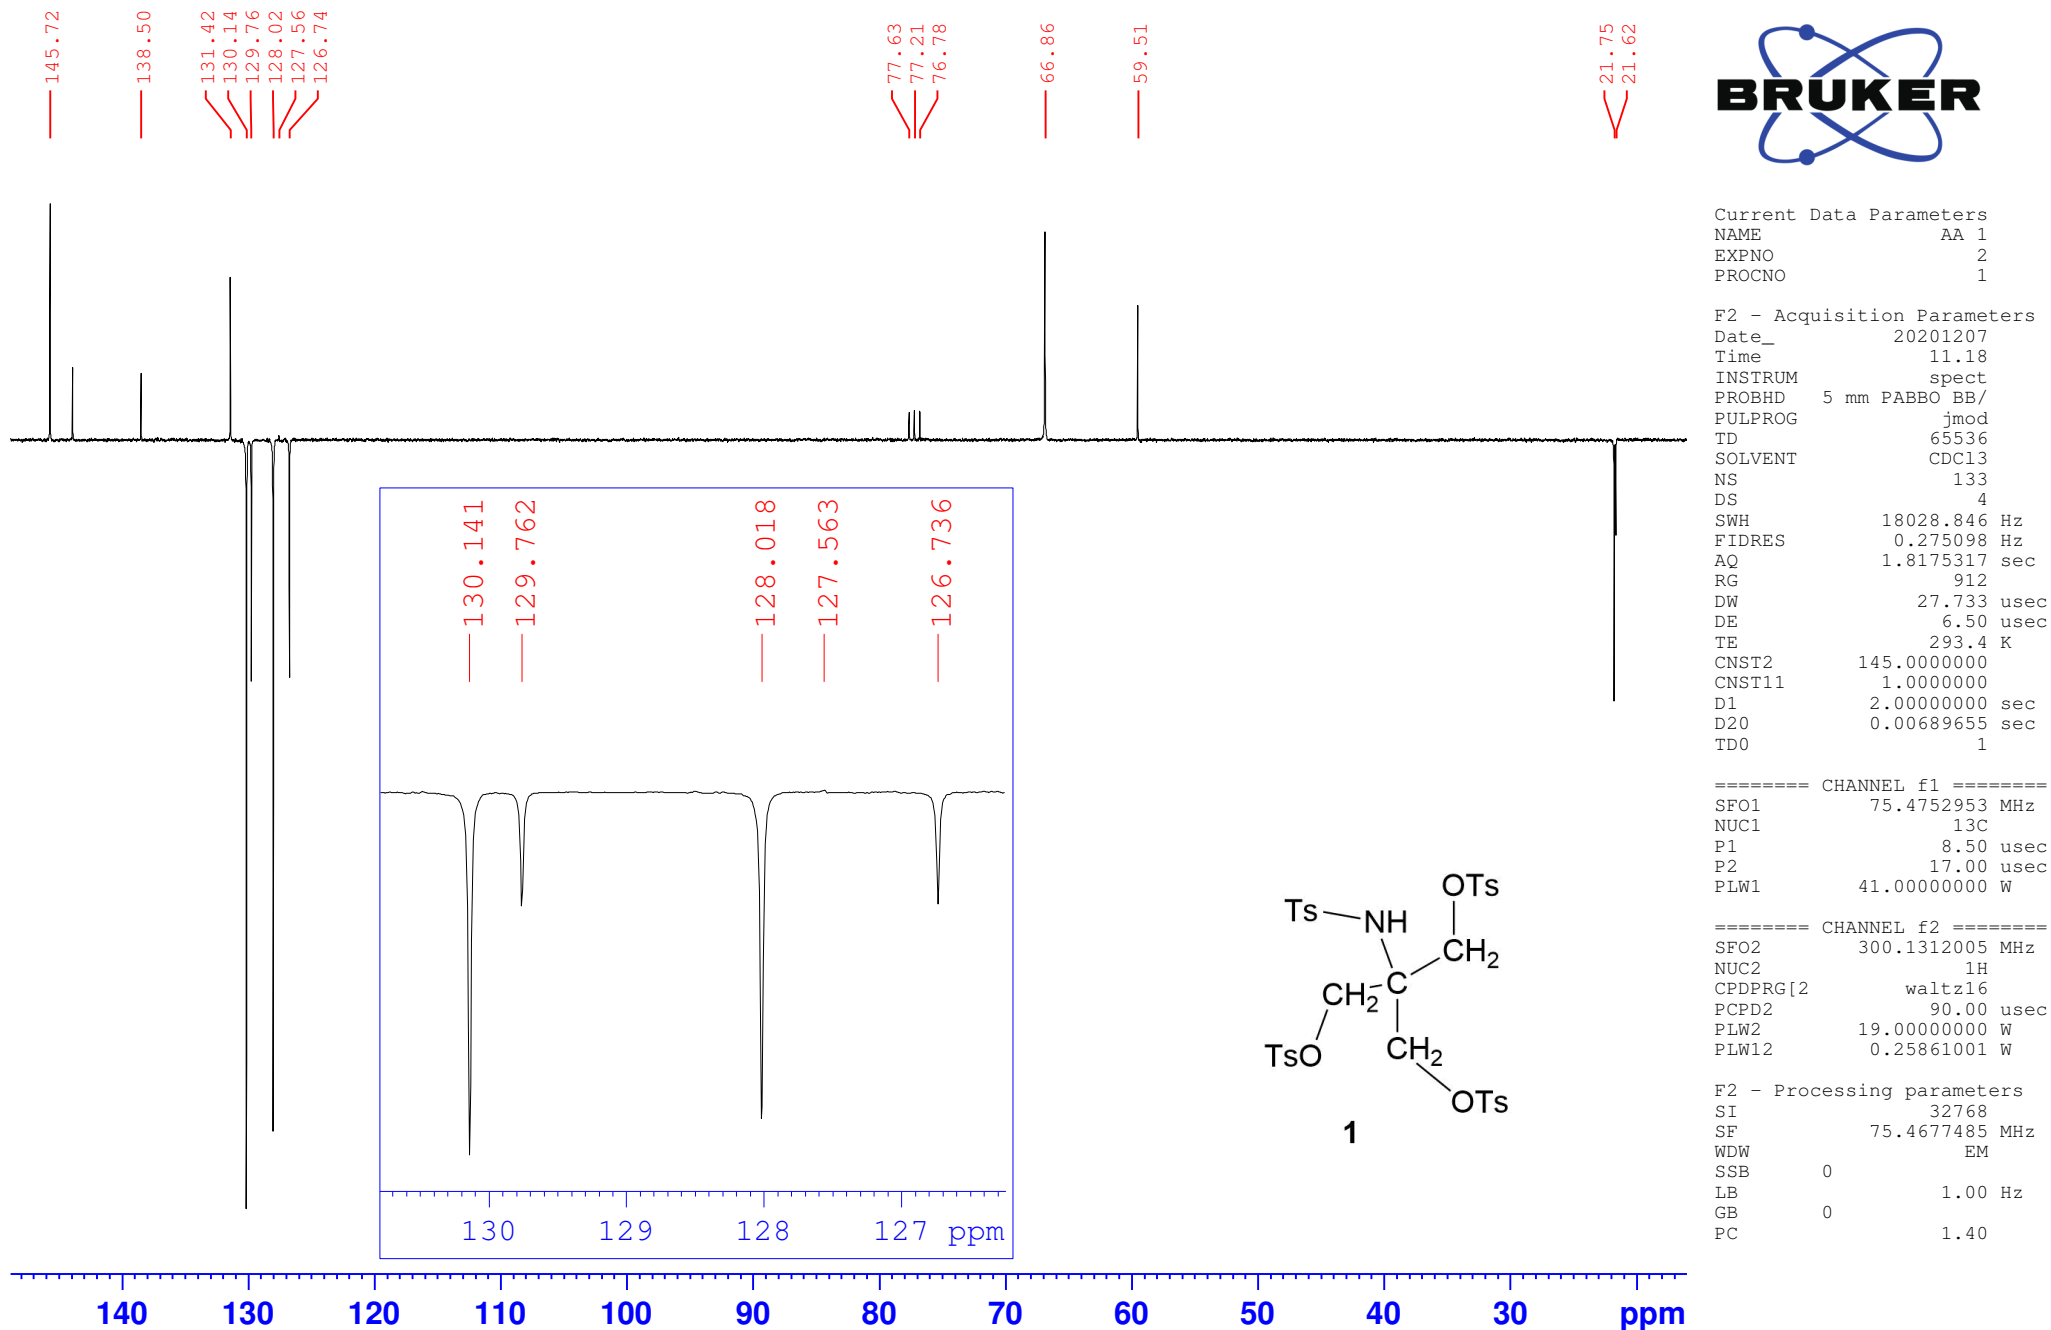 145.72
138.50
131.42
130.14
129.76
128.02
127.56
126.74
77.63
77.21
76.78
66.86
59.51
21.75
21.62
BRUKER
Current Data Parameters
NAME AA 1
EXPNO 2
PROCNO 1
F2 - Acquisition Parameters
Date_ 20201207
Time 11.18
INSTRUM spect
PROBHD 5 mm PABBO BB/
PULPROG jmod
TD 65536
SOLVENT CDCl3
NS 133
DS 4
SWH 18028.846 Hz
FIDRES 0.275098 Hz
AQ 1.8175317 sec
RG 912
DW 27.733 usec
DE 6.50 usec
TE 293.4 K
CNST2 145.0000000
CNST11 1.0000000
D1 2.00000000 sec
D20 0.00689655 sec
TD0 1
======== CHANNEL f1 ========
SFO1 75.4752953 MHz
NUC1 13C
P1 8.50 usec
P2 17.00 usec
PLW1 41.00000000 W
======== CHANNEL f2 ========
SFO2 300.1312005 MHz
NUC2 1H
CPDPRG[2 waltz16
PCPD2 90.00 usec
PLW2 19.00000000 W
PLW12 0.25861001 W
F2 - Processing parameters
SI 32768
SF 75.4677485 MHz
WDW EM
SSB 0
LB 1.00 Hz
GB 0
PC 1.40
130.141
129.762
128.018
127.563
126.736
130 129 128 127 ppm
OTs
Ts NH
CH2
C
CH2
TsO CH2
OTs
1
140 130 120 110 100 90 80 70 60 50 40 30 ppm